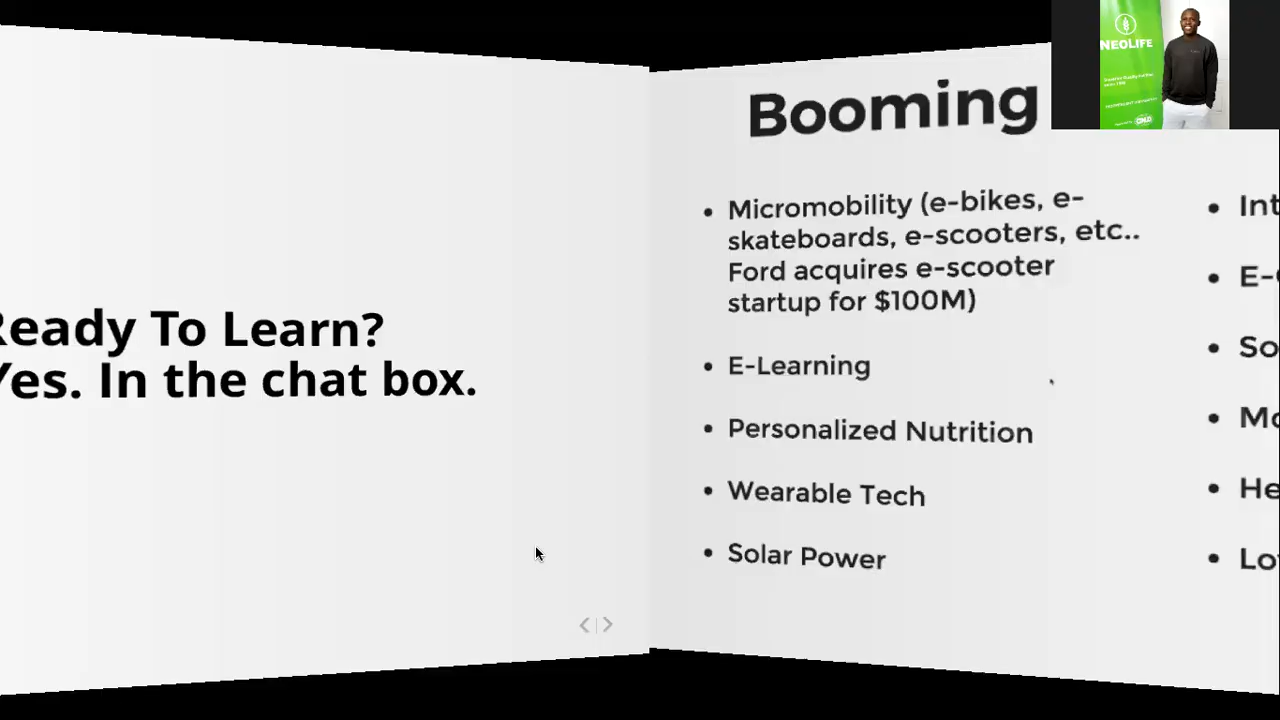 Ready To Learn?
Yes. In the chat box.
Booming
• Micromobility (e-bikes, e-
skateboards, e-scooters, etc..
Ford acquires e-scooter
startup for $100M)
• E-Learning
• Personalized Nutrition
• Wearable Tech
• Solar Power
NEOLIFE